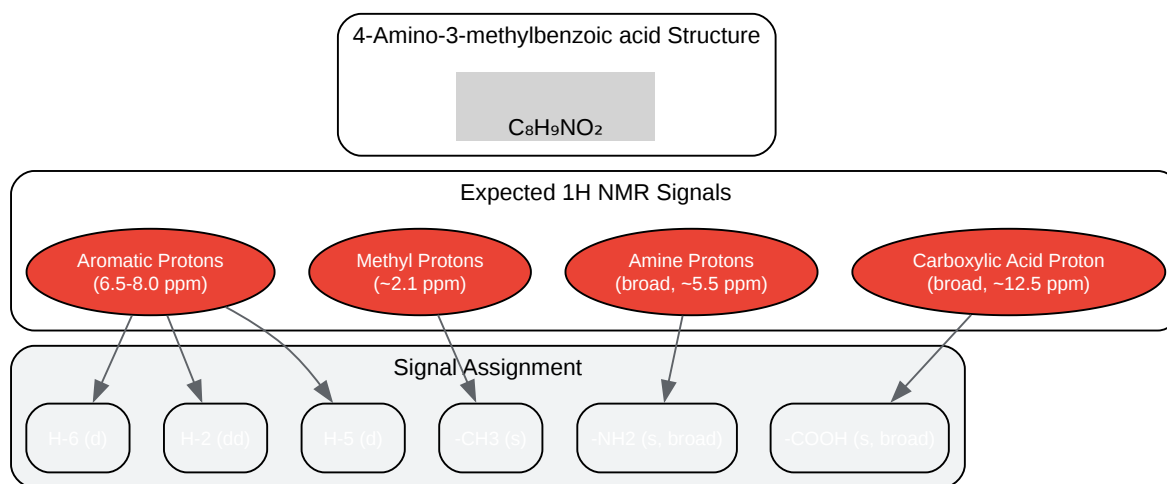 4-Amino-3-methylbenzoic acid Structure
C₈H₉NO₂
Expected 1H NMR Signals
Aromatic Protons
(6.5-8.0 ppm)
Methyl Protons
(~2.1 ppm)
Amine Protons
(broad, ~5.5 ppm)
Carboxylic Acid Proton
(broad, ~12.5 ppm)
Signal Assignment
H-6 (d)
H-2 (dd)
H-5 (d)
-CH3 (s)
-NH2 (s, broad)
-COOH (s, broad)